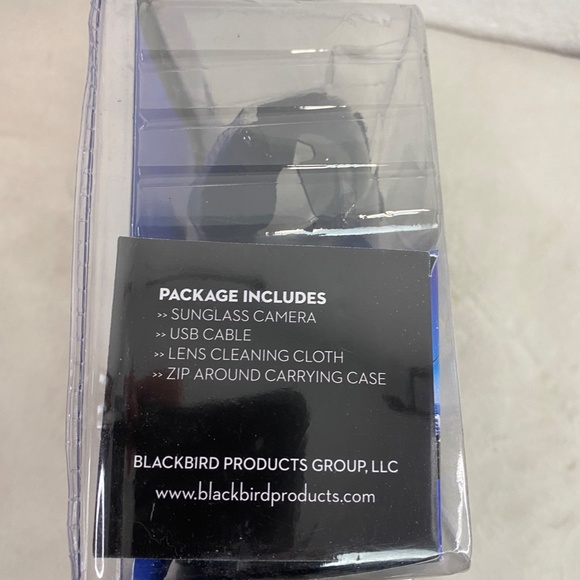 PACKAGE INCLUDES
>> SUNGLASS CAMERA
>> USB CABLE
>> LENS CLEANING CLOTH
>> ZIP AROUND CARRYING CASE
BLACKBIRD PRODUCTS GROUP, LLC
www.blackbirdproducts.com